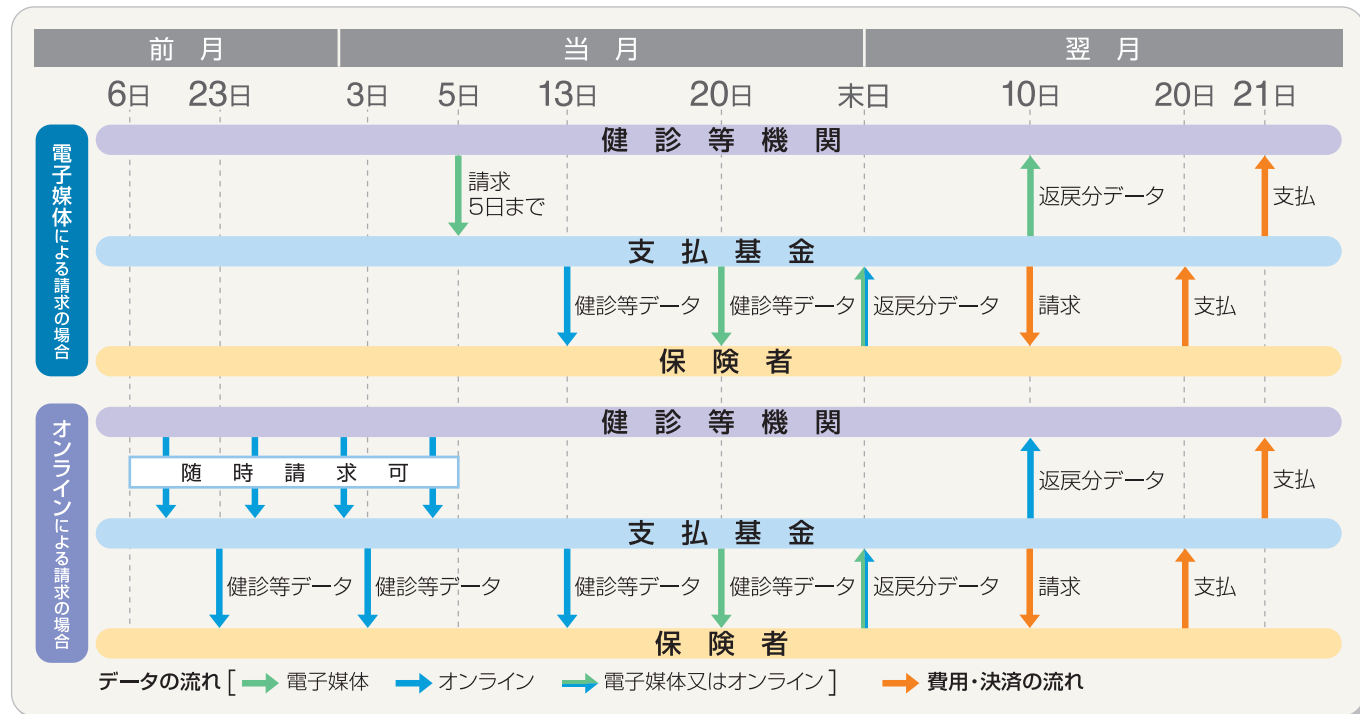 前月 当月 翌月
6日 23日 3日 5日 13日 20日 末日 10日 20日 21日
電子媒体による請求の場合
健診等機関
請求
5日まで
返戻分データ
支払
支払基金
健診等データ
健診等データ
返戻分データ
請求
支払
保険者
オンラインによる請求の場合
健診等機関
随時請求可
返戻分データ
支払
支払基金
健診等データ
健診等データ
健診等データ
健診等データ
返戻分データ
請求
支払
保険者
データの流れ[ 電子媒体 オンライン 電子媒体又はオンライン] 費用・決済の流れ